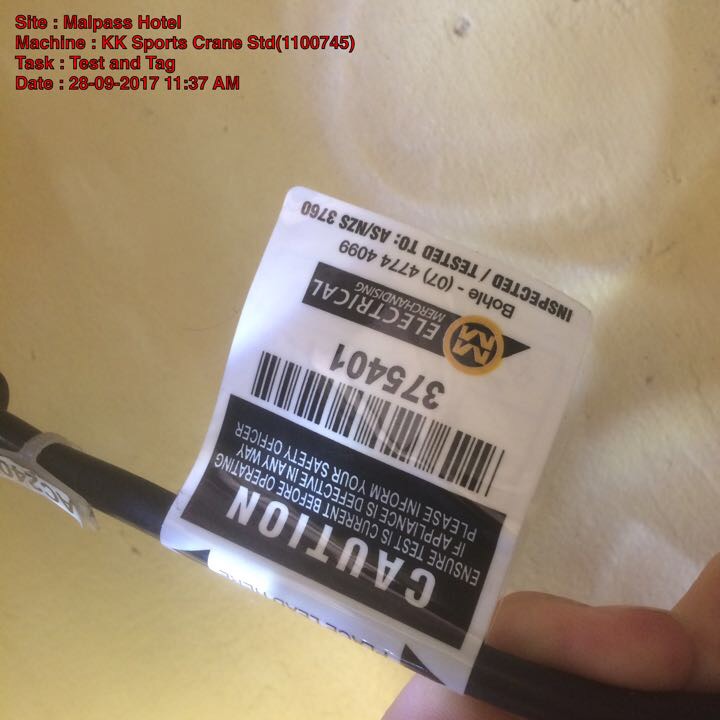 Site : Malpass Hotel
Machine : KK Sports Crane Std(1100745)
Task : Test and Tag
Date : 28-09-2017 11:37 AM
CAUTION
ENSURE TEST IS CURRENT BEFORE OPERATING
IF APPLIANCE IS DEFECTIVE IN ANY WAY
PLEASE INFORM YOUR SAFETY OFFICER
375401
MM ELECTRICAL
MERCHANDISING
Bohle - (07) 4774 4099
INSPECTED / TESTED TO: AS/NZS 3760